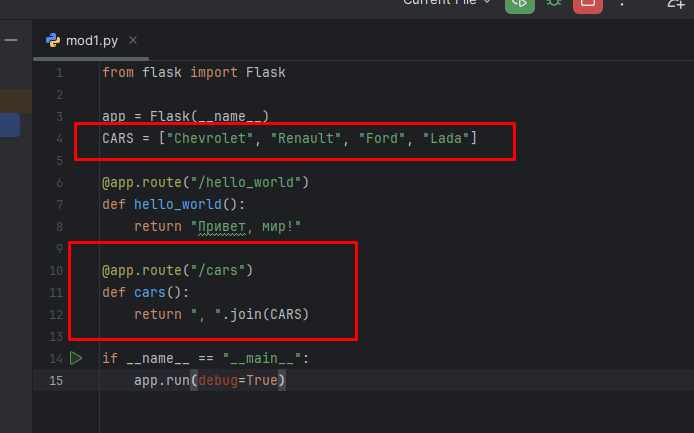 Current File
mod1.py
1 from flask import Flask
2
3 app = Flask(__name__)
4 CARS = ["Chevrolet", "Renault", "Ford", "Lada"]
5
6 @app.route("/hello_world")
7 def hello_world():
8 return "Привет, мир!"
9
10 @app.route("/cars")
11 def cars():
12 return ", ".join(CARS)
13
14 if __name__ == "__main__":
15 app.run(debug=True)